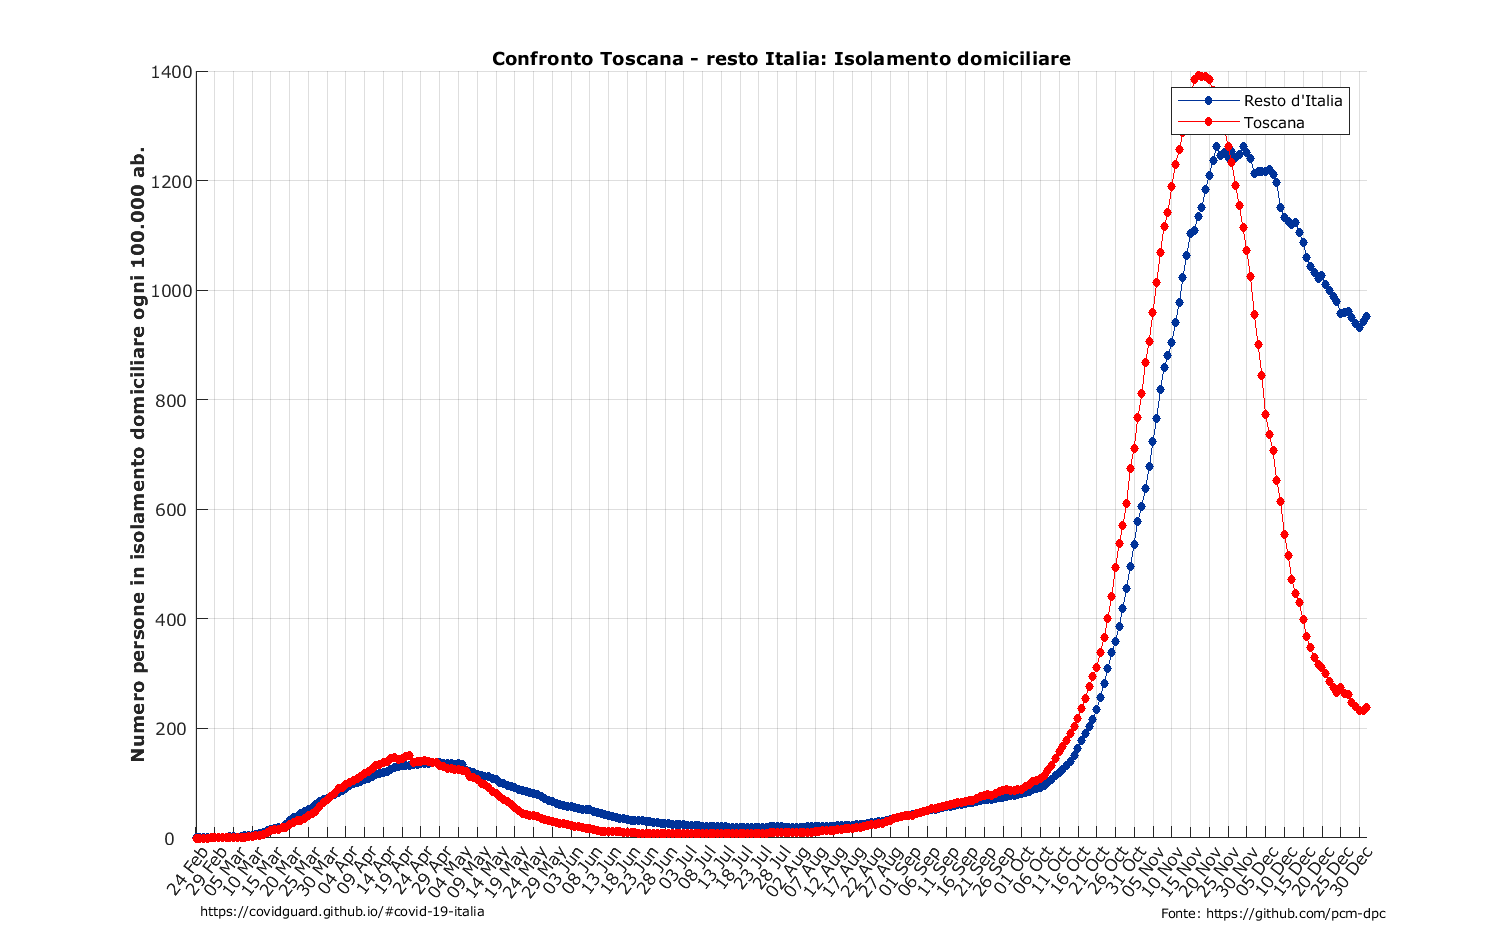 Confronto Toscana - resto Italia: Isolamento domiciliare
Numero persone in isolamento domiciliare ogni 100.000 ab.
1400
1200
1000
800
600
400
200
0
Resto d'Italia
Toscana
24 Feb
29 Feb
05 Mar
10 Mar
15 Mar
20 Mar
25 Mar
30 Mar
04 Apr
09 Apr
14 Apr
19 Apr
24 Apr
29 Apr
04 May
09 May
14 May
19 May
24 May
29 May
03 Jun
08 Jun
13 Jun
18 Jun
23 Jun
28 Jun
03 Jul
08 Jul
13 Jul
18 Jul
23 Jul
28 Jul
02 Aug
07 Aug
12 Aug
17 Aug
22 Aug
27 Aug
01 Sep
06 Sep
11 Sep
16 Sep
21 Sep
26 Sep
01 Oct
06 Oct
11 Oct
16 Oct
21 Oct
26 Oct
31 Oct
05 Nov
10 Nov
15 Nov
20 Nov
25 Nov
30 Nov
05 Dec
10 Dec
15 Dec
20 Dec
25 Dec
30 Dec
https://covidguard.github.io/#covid-19-italia
Fonte: https://github.com/pcm-dpc